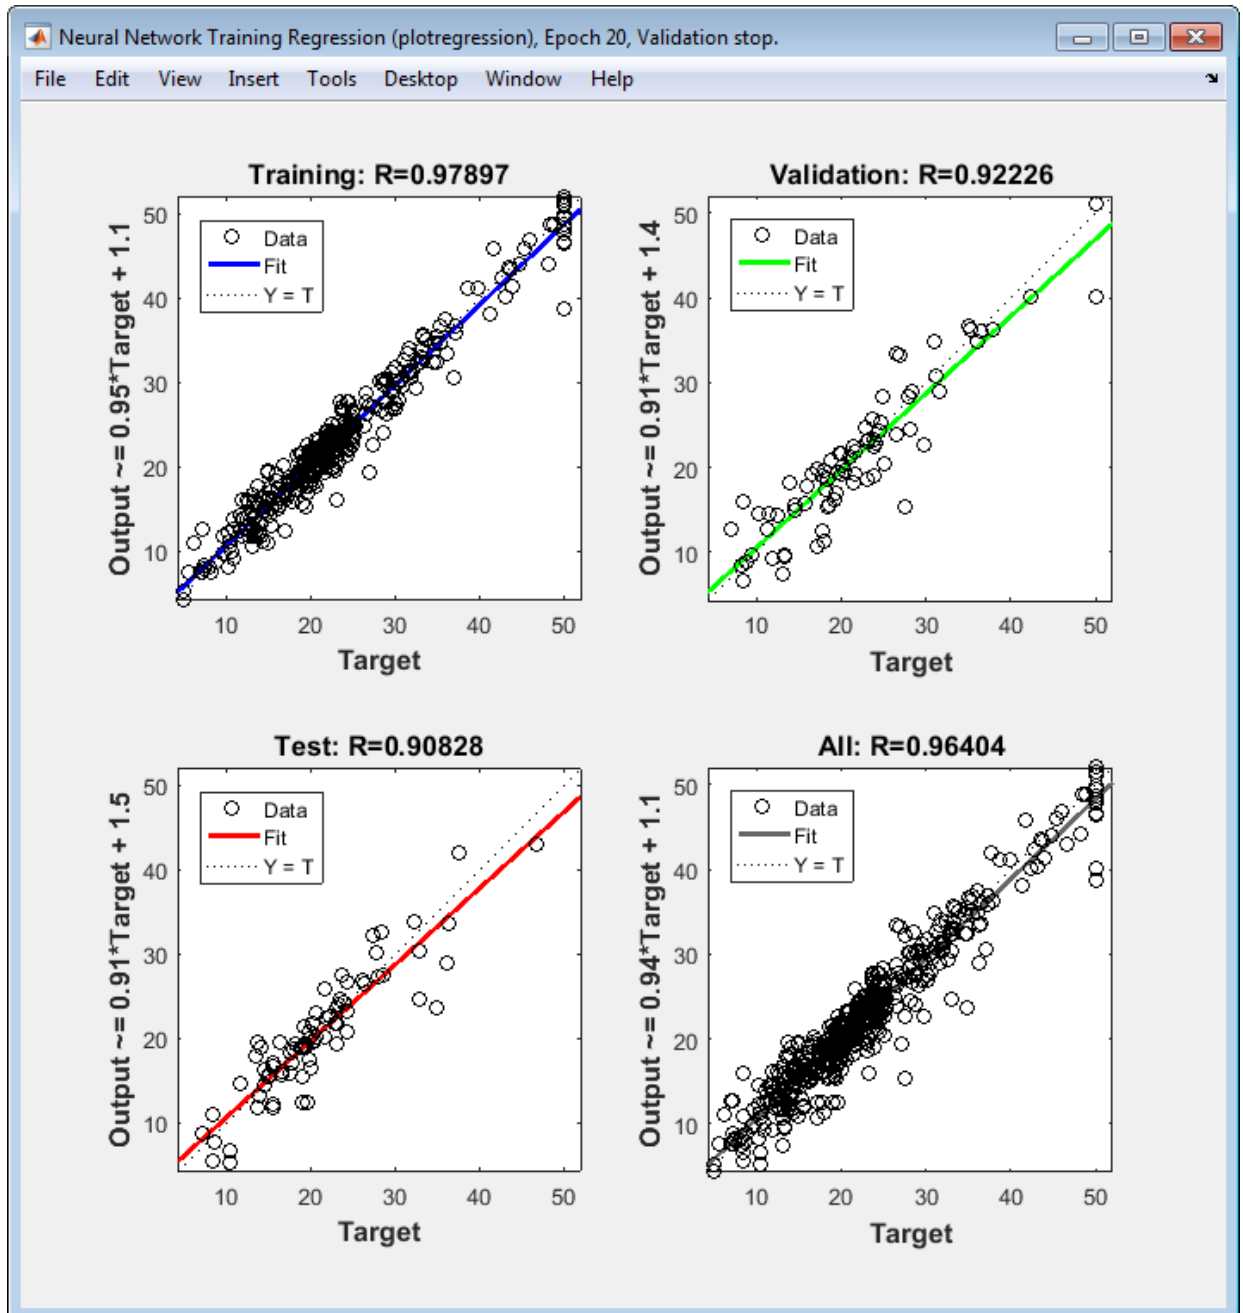 Neural Network Training Regression (plotregression), Epoch 20, Validation stop.
File Edit View Insert Tools Desktop Window Help
Training: R=0.97897
Output ~= 0.95*Target + 1.1
50
40
30
20
10
Data
Fit
Y = T
10 20 30 40 50
Target
Validation: R=0.92226
Output ~= 0.91*Target + 1.4
50
40
30
20
10
Data
Fit
Y = T
10 20 30 40 50
Target
Test: R=0.90828
Output ~= 0.91*Target + 1.5
50
40
30
20
10
Data
Fit
Y = T
10 20 30 40 50
Target
All: R=0.96404
Output ~= 0.94*Target + 1.1
50
40
30
20
10
Data
Fit
Y = T
10 20 30 40 50
Target